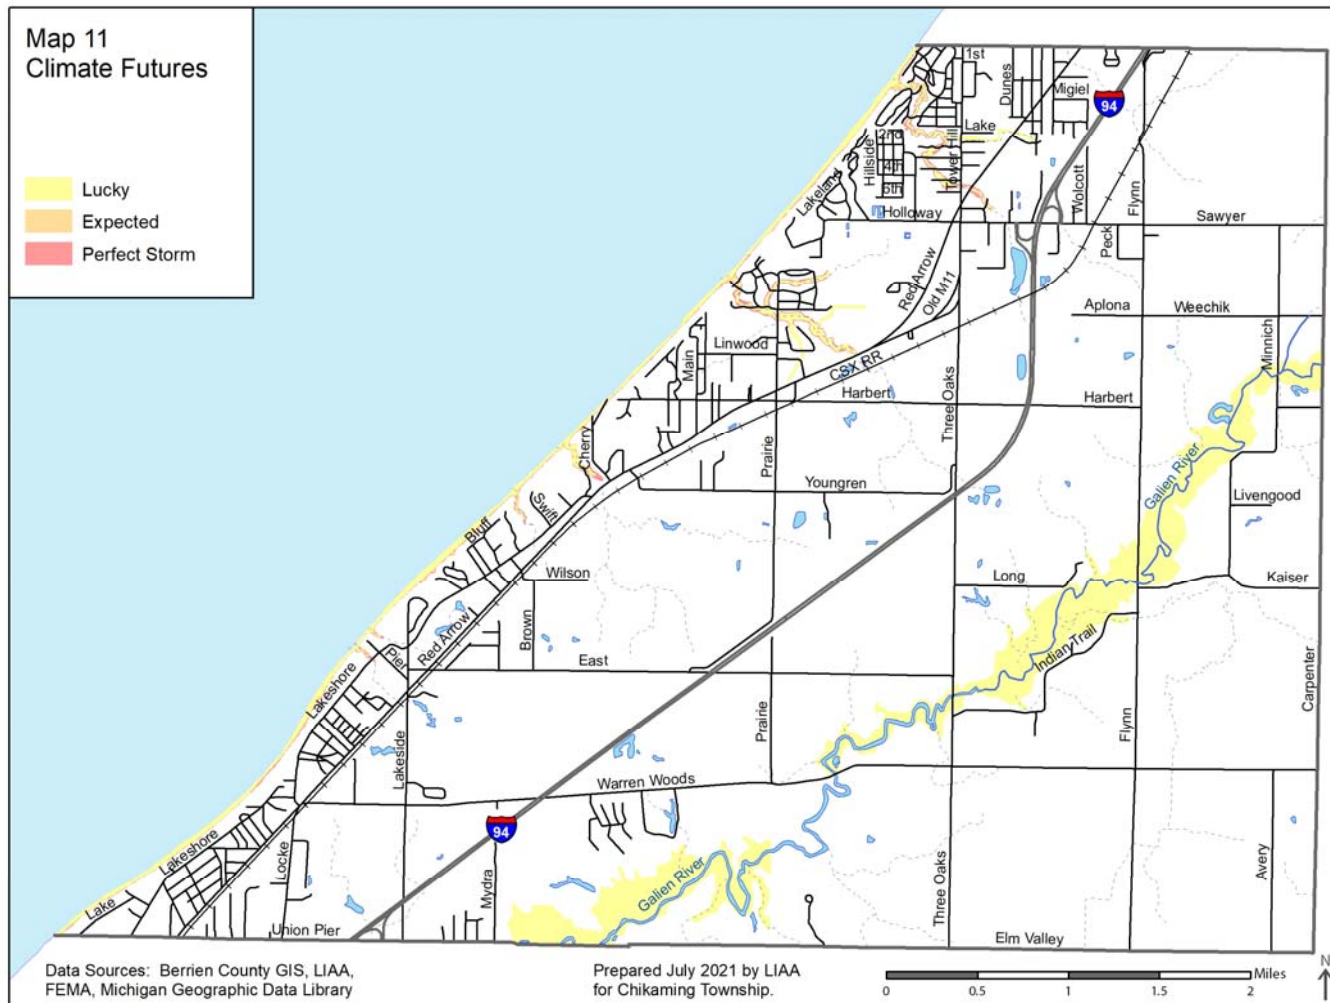 Map 11
Climate Futures
Lucky
Expected
Perfect Storm
1st
Dunes
Migiel
94
2nd
Lake
Hillside
4th
Tower Hill
5th
Lakeland
Holloway
Wolcott
Flynn
Sawyer
Peck
Red Arrow
Old M11
Aplona
Weechik
Minnich
Linwood
Main
CSX RR
Harbert
Harbert
Three Oaks
Cherry
Prairie
Galien River
Youngren
Livengood
Swift
Bluff
Wilson
Long
Kaiser
Brown
Red Arrow
Pier
East
Indian Trail
Carpenter
Lakeshore
Prairie
Flynn
Lakeside
Warren Woods
94
Lakeshore
Locke
Mydra
Galien River
Three Oaks
Avery
Lake
Union Pier
Elm Valley
Data Sources: Berrien County GIS, LIAA,
FEMA, Michigan Geographic Data Library
Prepared July 2021 by LIAA
for Chikaming Township.
Miles
0 0.5 1 1.5 2
N